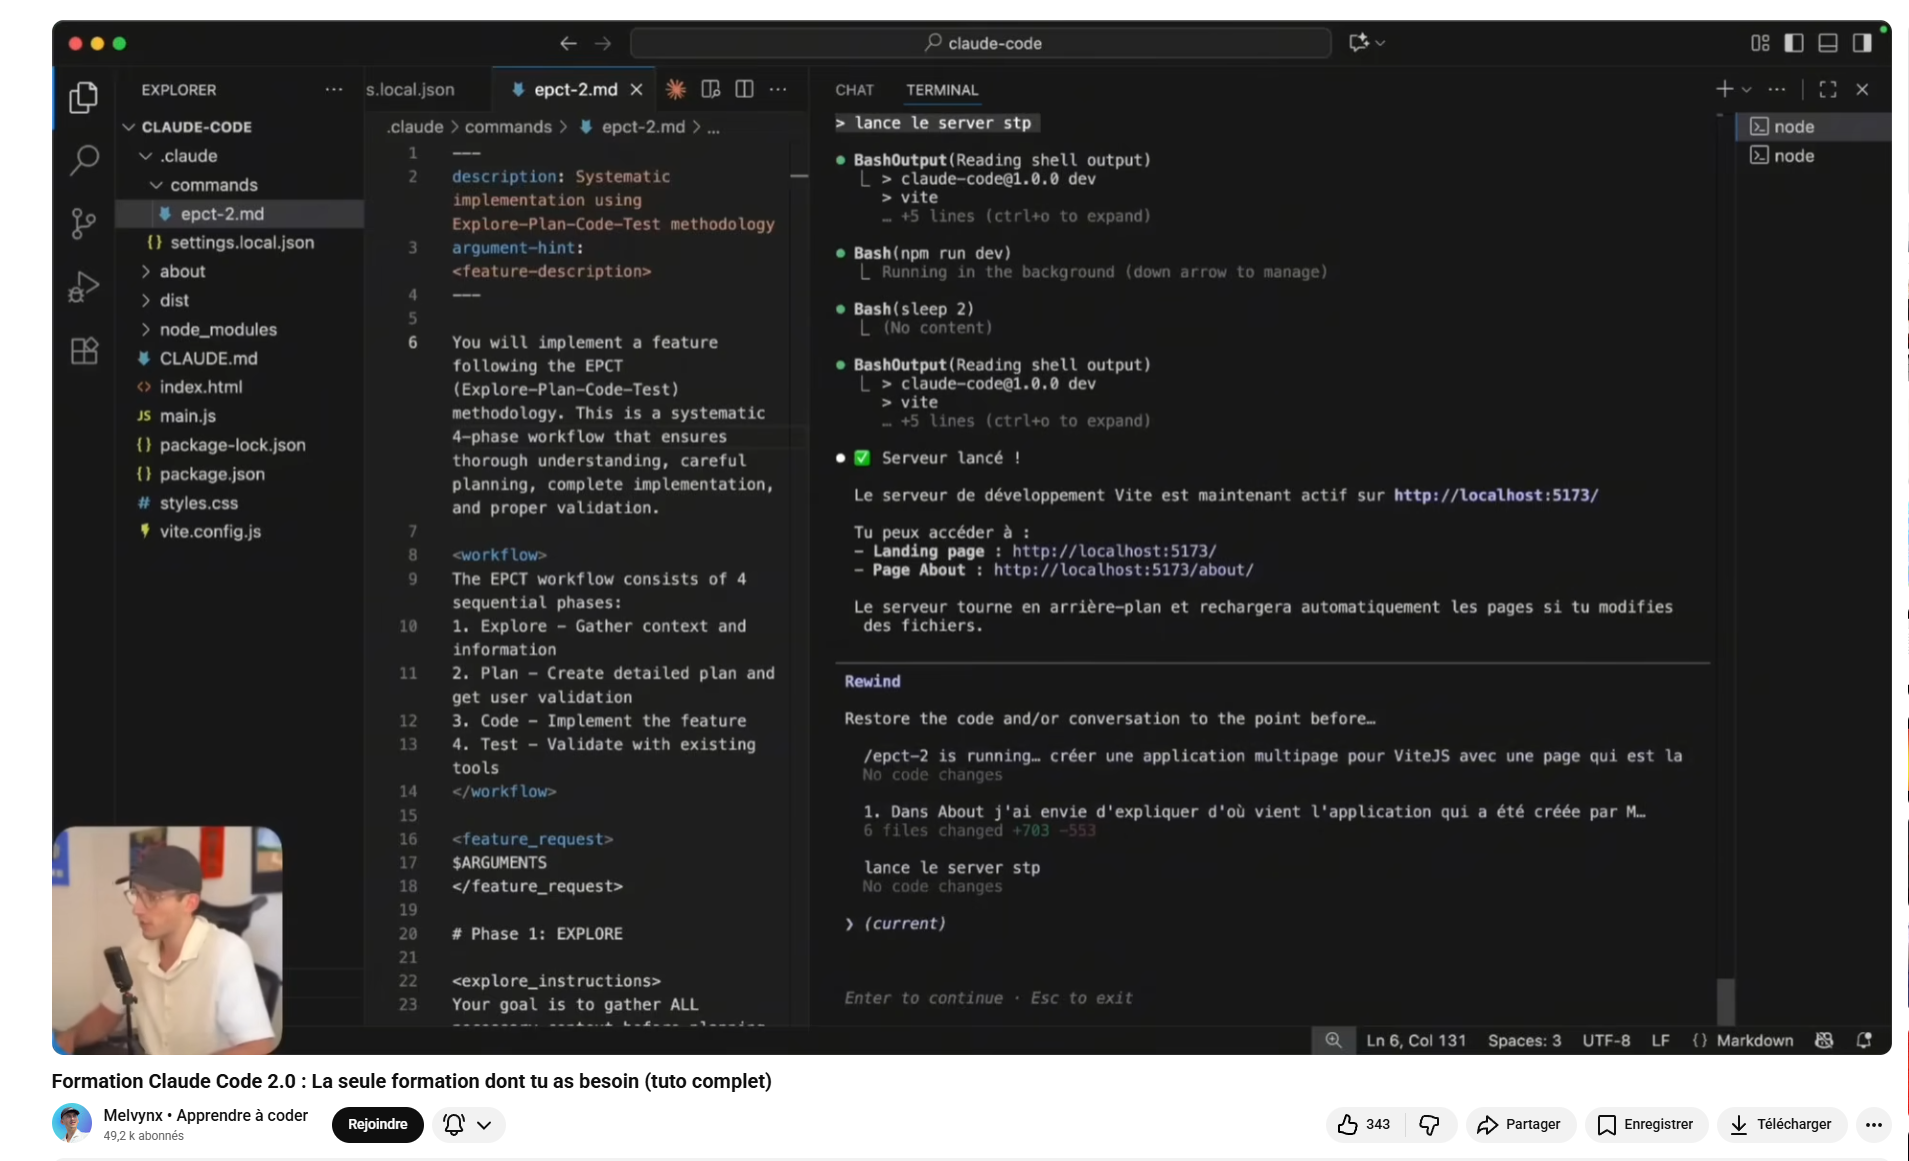 claude-code
EXPLORER
CLAUDE-CODE
.claude
commands
epct-2.md
settings.local.json
about
dist
node_modules
CLAUDE.md
index.html
main.js
package-lock.json
package.json
styles.css
vite.config.js
s.local.json
epct-2.md
.claude > commands > epct-2.md > ...
1 ---
2 description: Systematic
implementation using
Explore-Plan-Code-Test methodology
3 argument-hint:
<feature-description>
4 ---
5
6 You will implement a feature
following the EPCT
(Explore-Plan-Code-Test)
methodology. This is a systematic
4-phase workflow that ensures
thorough understanding, careful
planning, complete implementation,
and proper validation.
7
8 <workflow>
9 The EPCT workflow consists of 4
sequential phases:
10 1. Explore - Gather context and
information
11 2. Plan - Create detailed plan and
get user validation
12 3. Code - Implement the feature
13 4. Test - Validate with existing
tools
14 </workflow>
15
16 <feature_request>
17 $ARGUMENTS
18 </feature_request>
19
20 # Phase 1: EXPLORE
21
22 <explore_instructions>
23 Your goal is to gather ALL
necessary context before planning
CHAT TERMINAL
> lance le server stp
BashOutput(Reading shell output)
> claude-code@1.0.0 dev
> vite
… +5 lines (ctrl+o to expand)
Bash(npm run dev)
Running in the background (down arrow to manage)
Bash(sleep 2)
(No content)
BashOutput(Reading shell output)
> claude-code@1.0.0 dev
> vite
… +5 lines (ctrl+o to expand)
✅ Serveur lancé !
Le serveur de développement Vite est maintenant actif sur http://localhost:5173/
Tu peux accéder à :
- Landing page : http://localhost:5173/
- Page About : http://localhost:5173/about/
Le serveur tourne en arrière-plan et rechargera automatiquement les pages si tu modifies
des fichiers.
Rewind
Restore the code and/or conversation to the point before…
/epct-2 is running… créer une application multipage pour ViteJS avec une page qui est la
No code changes
1. Dans About j'ai envie d'expliquer d'où vient l'application qui a été créée par M…
6 files changed +703 -553
lance le server stp
No code changes
❯ (current)
Enter to continue · Esc to exit
node
node
Ln 6, Col 131 Spaces: 3 UTF-8 LF {} Markdown
Formation Claude Code 2.0 : La seule formation dont tu as besoin (tuto complet)
Melvynx • Apprendre à coder
49,2 k abonnés
Rejoindre
343
Partager
Enregistrer
Télécharger